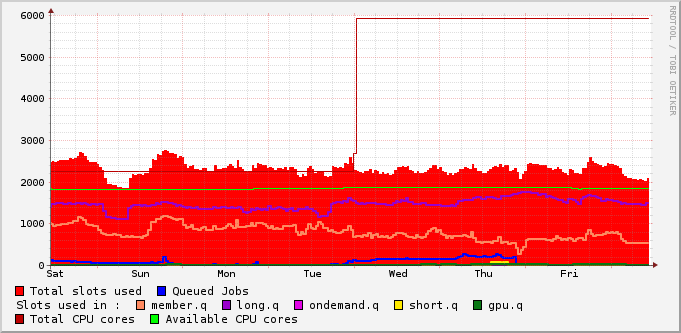 6000
5000
4000
3000
2000
1000
0
Sat Sun Mon Tue Wed Thu Fri
Total slots used Queued Jobs
Slots used in : member.q long.q ondemand.q short.q gpu.q
Total CPU cores Available CPU cores
RRDTOOL / TOBI OETIKER